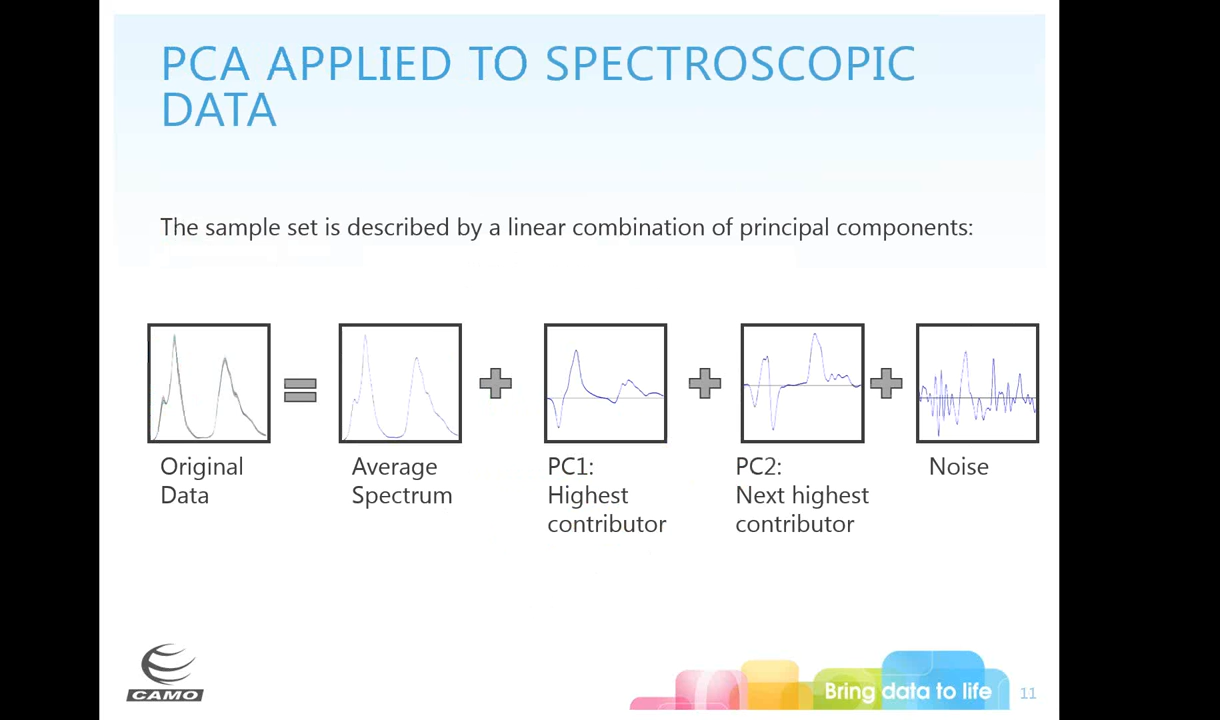 PCA APPLIED TO SPECTROSCOPIC
DATA
The sample set is described by a linear combination of principal components:
Original
Data
Average
Spectrum
PC1:
Highest
contributor
PC2:
Next highest
contributor
Noise
CAMO
Bring data to life
11